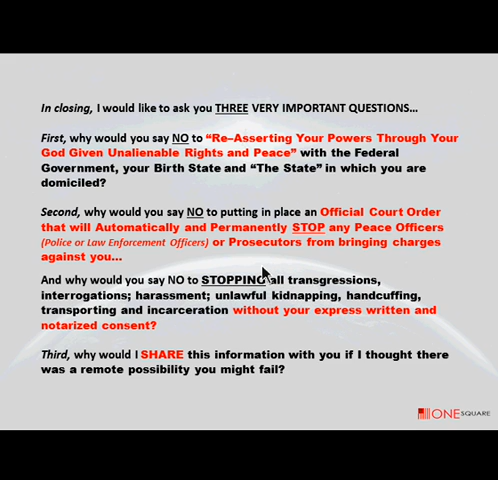 In closing, I would like to ask you THREE VERY IMPORTANT QUESTIONS…
First, why would you say NO to “Re–Asserting Your Powers Through Your
God Given Unalienable Rights and Peace” with the Federal
Government, your Birth State and “The State” in which you are
domiciled?
Second, why would you say NO to putting in place an Official Court Order
that will Automatically and Permanently STOP any Peace Officers
(Police or Law Enforcement Officers) or Prosecutors from bringing charges
against you…
And why would you say NO to STOPPING all transgressions,
interrogations; harassment; unlawful kidnapping, handcuffing,
transporting and incarceration without your express written and
notarized consent?
Third, why would I SHARE this information with you if I thought there
was a remote possibility you might fail?
ONE SQUARE